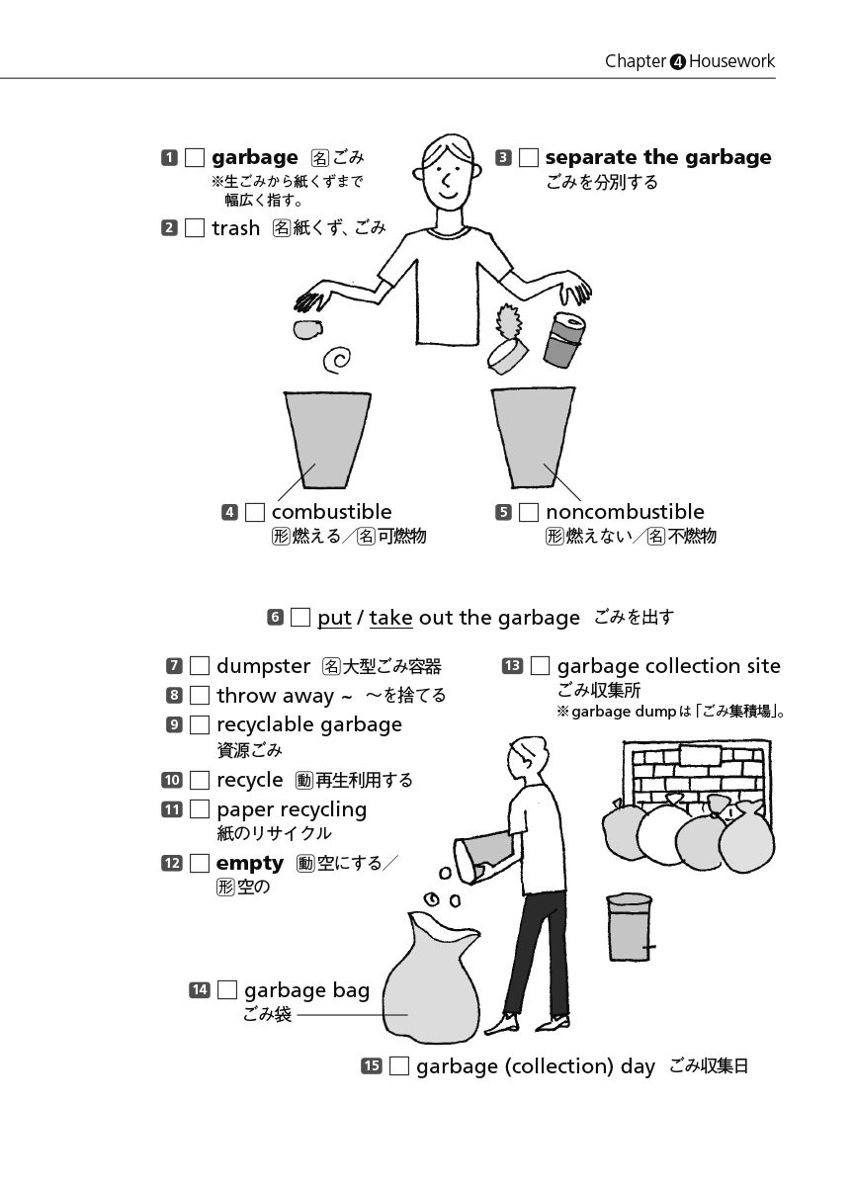 Chapter ❹ Housework
1 □ garbage 名 ごみ
※生ごみから紙くずまで
幅広く指す。
2 □ trash 名 紙くず、ごみ
3 □ separate the garbage
ごみを分別する
4 □ combustible
形 燃える／名 可燃物
5 □ noncombustible
形 燃えない／名 不燃物
6 □ put / take out the garbage ごみを出す
7 □ dumpster 名 大型ごみ容器
8 □ throw away ~ ～を捨てる
9 □ recyclable garbage
資源ごみ
10 □ recycle 動 再生利用する
11 □ paper recycling
紙のリサイクル
12 □ empty 動 空にする／
形 空の
13 □ garbage collection site
ごみ収集所
※garbage dumpは「ごみ集積場」。
14 □ garbage bag
ごみ袋
15 □ garbage (collection) day ごみ収集日